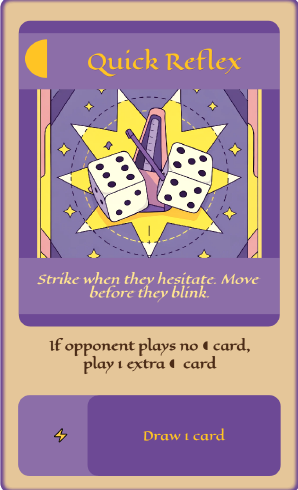 Quick Reflex
Strike when they hesitate. Move
before they blink.
If opponent plays no ◖ card,
play 1 extra ◖ card
Draw 1 card